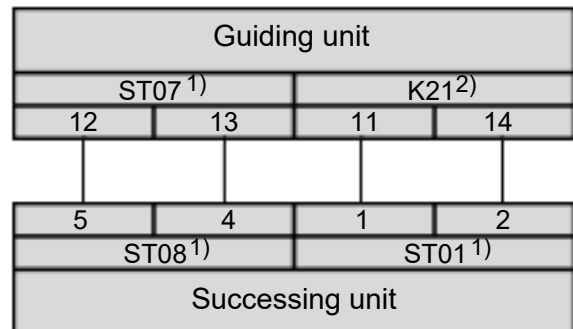 Guiding unit
ST07 1) K21 2)
12 13 11 14
5 4 1 2
ST08 1) ST01 1)
Successing unit